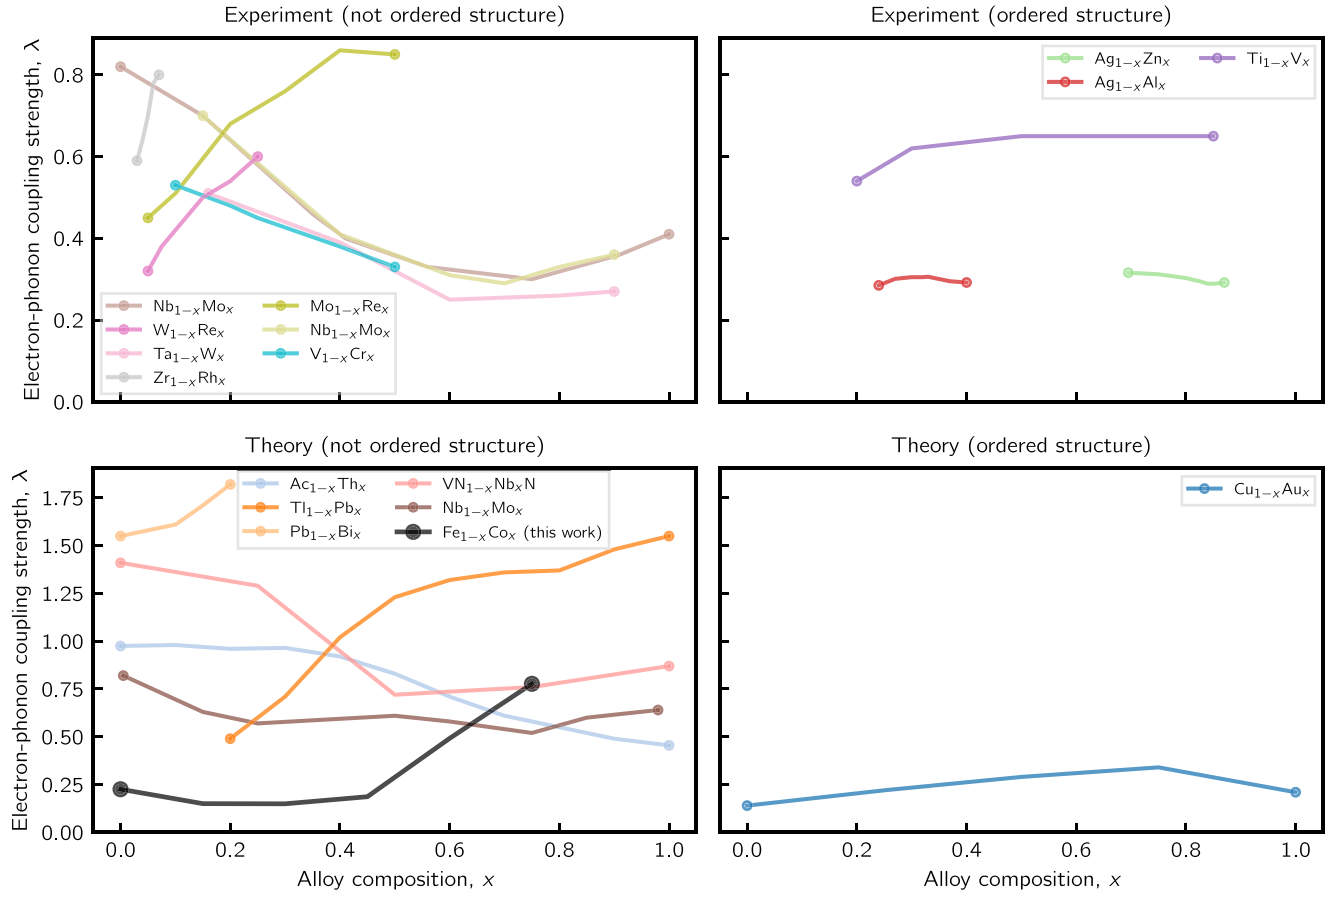 Experiment (not ordered structure)
Experiment (ordered structure)
Electron-phonon coupling strength, λ
0.8
0.6
0.4
0.2
0.0
Nb₁₋ₓMoₓ
W₁₋ₓReₓ
Ta₁₋ₓWₓ
Zr₁₋ₓRhₓ
Mo₁₋ₓReₓ
Nb₁₋ₓMoₓ
V₁₋ₓCrₓ
Ag₁₋ₓZnₓ
Ag₁₋ₓAlₓ
Ti₁₋ₓVₓ
Theory (not ordered structure)
Theory (ordered structure)
Electron-phonon coupling strength, λ
1.75
1.50
1.25
1.00
0.75
0.50
0.25
0.00
Ac₁₋ₓThₓ
Tl₁₋ₓPbₓ
Pb₁₋ₓBiₓ
VN₁₋ₓNbₓN
Nb₁₋ₓMoₓ
Fe₁₋ₓCoₓ (this work)
Cu₁₋ₓAuₓ
0.0 0.2 0.4 0.6 0.8 1.0
0.0 0.2 0.4 0.6 0.8 1.0
Alloy composition, x
Alloy composition, x